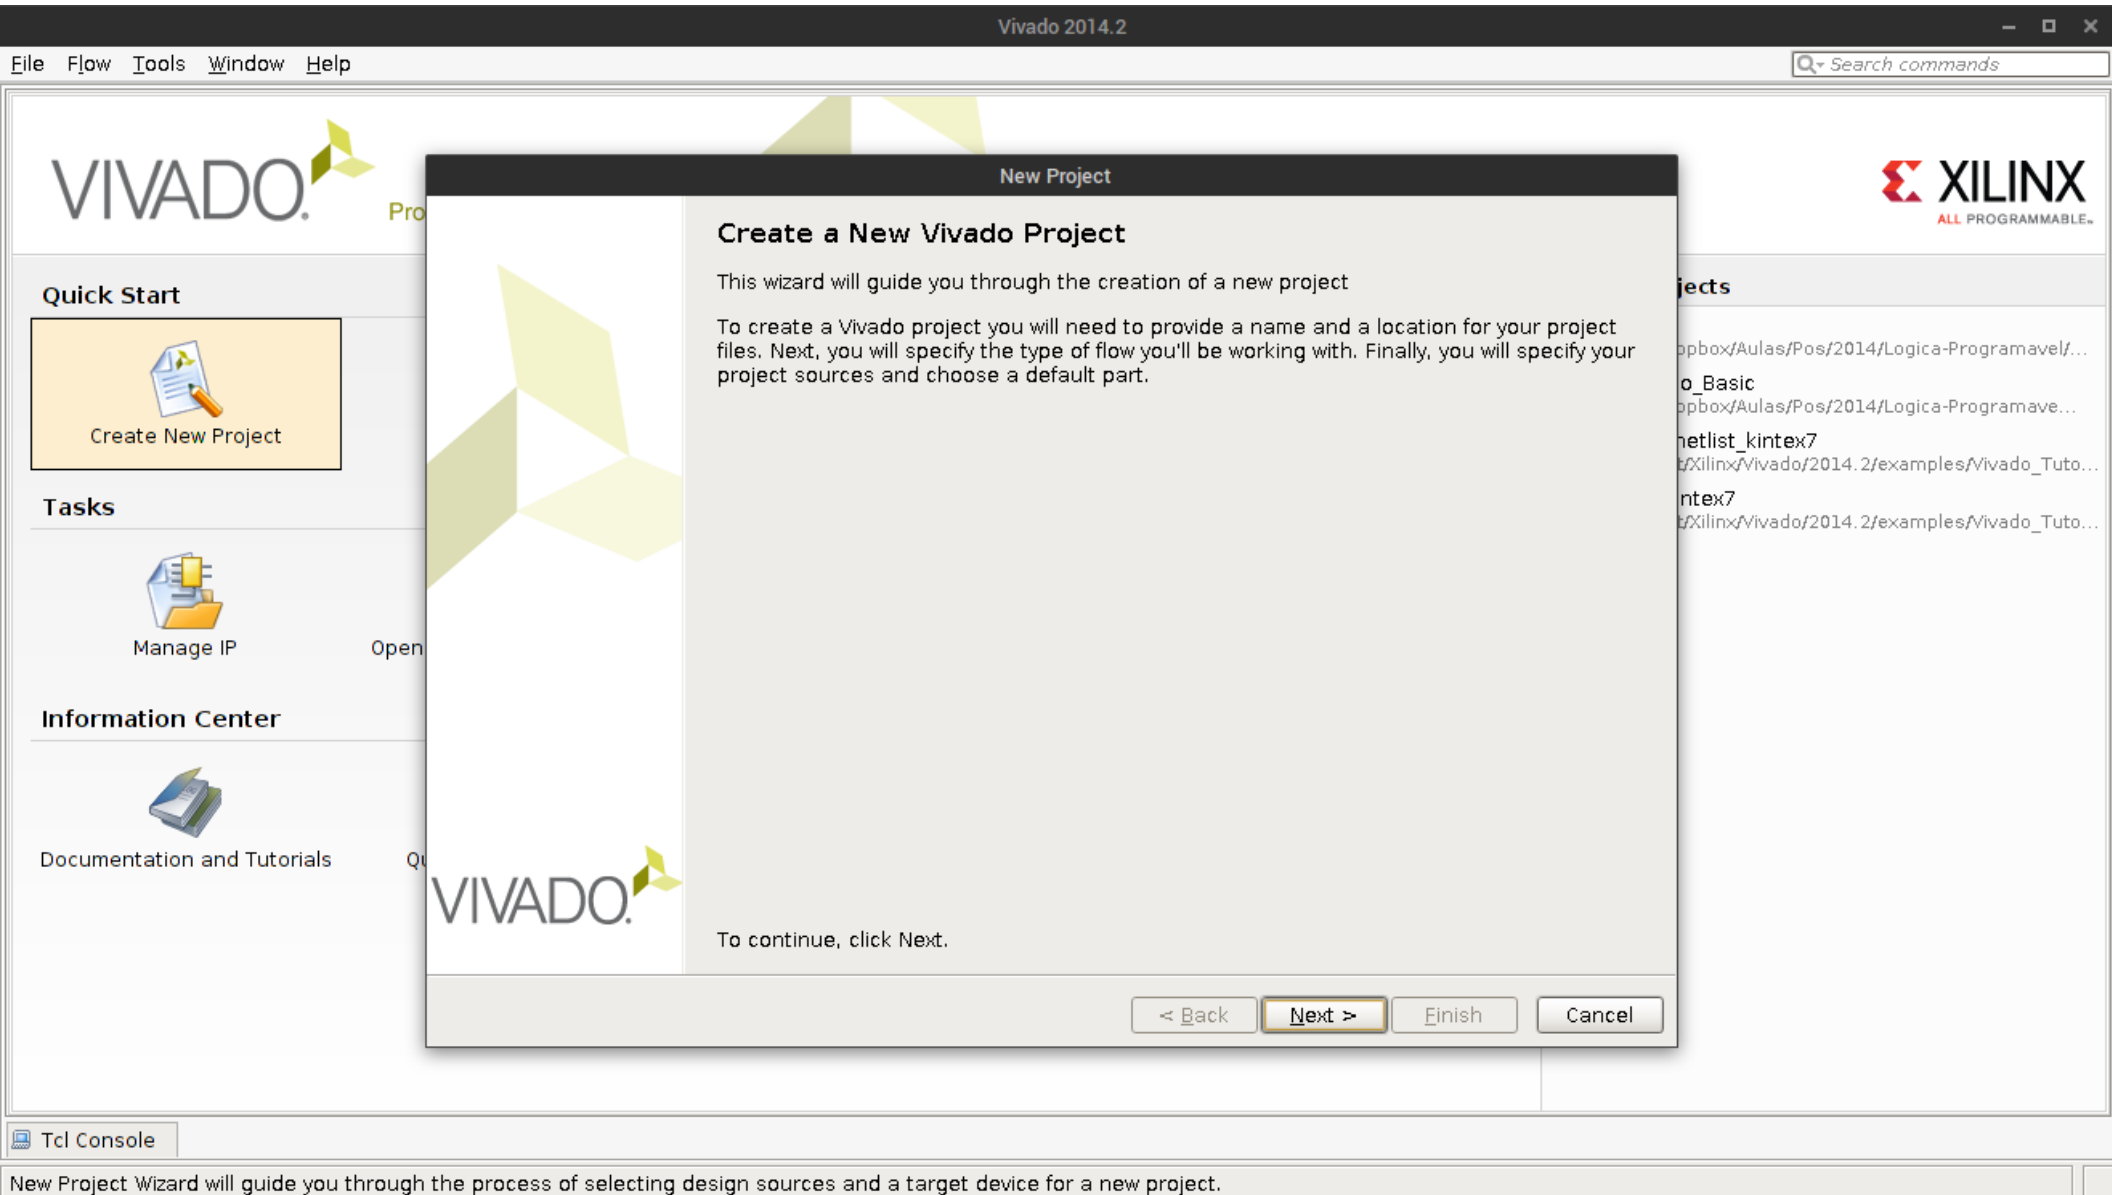 Vivado 2014.2
File Flow Tools Window Help
Search commands
VIVADO.
Pro
XILINX
ALL PROGRAMMABLE™
New Project
Create a New Vivado Project
This wizard will guide you through the creation of a new project
To create a Vivado project you will need to provide a name and a location for your project
files. Next, you will specify the type of flow you'll be working with. Finally, you will specify your
project sources and choose a default part.
VIVADO.
To continue, click Next.
< Back Next > Finish Cancel
Quick Start
Create New Project
Tasks
Manage IP
Open
Information Center
Documentation and Tutorials
Qu
jects
opbox/Aulas/Pos/2014/Logica-Programavel/...
o_Basic
opbox/Aulas/Pos/2014/Logica-Programave...
netlist_kintex7
t/Xilinx/Vivado/2014.2/examples/Vivado_Tuto...
ntex7
t/Xilinx/Vivado/2014.2/examples/Vivado_Tuto...
Tcl Console
New Project Wizard will guide you through the process of selecting design sources and a target device for a new project.